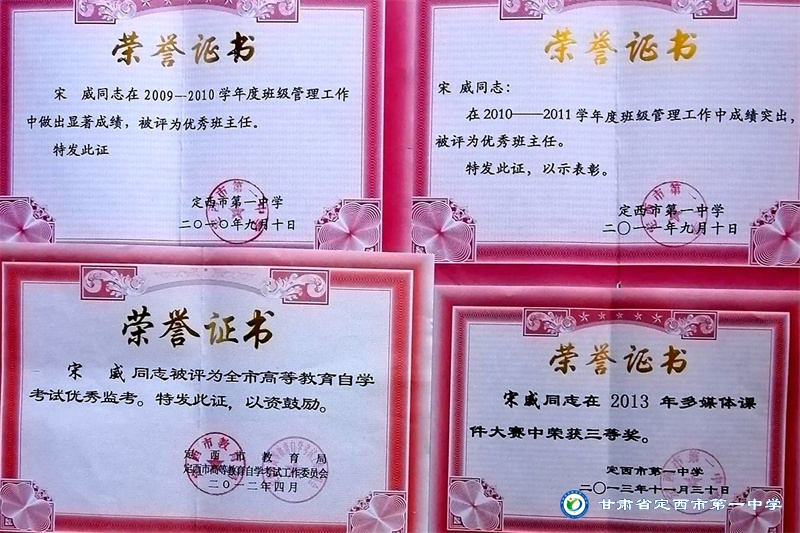 荣誉证书
宋 威同志在2009—2010学年度班级管理工作
中做出显著成绩，被评为优秀班主任。
特发此证
定西市第一中学
二〇一〇年九月十日
荣誉证书
宋 威同志：
在2010——2011学年度班级管理工作中成绩突出，
被评为优秀班主任。
特发此证，以示表彰。
定西市第一中学
二〇一一年九月十日
荣誉证书
宋 威同志被评为全市高等教育自学
考试优秀监考。特发此证，以资鼓励。
定西市教育局
定西市高等教育自学考试工作委员会
二〇一二年四月
荣誉证书
宋威同志在 2013 年多媒体课
件大赛中荣获三等奖。
定西市第一中学
二〇一三年十一月三十日
甘肃省定西市第一中学